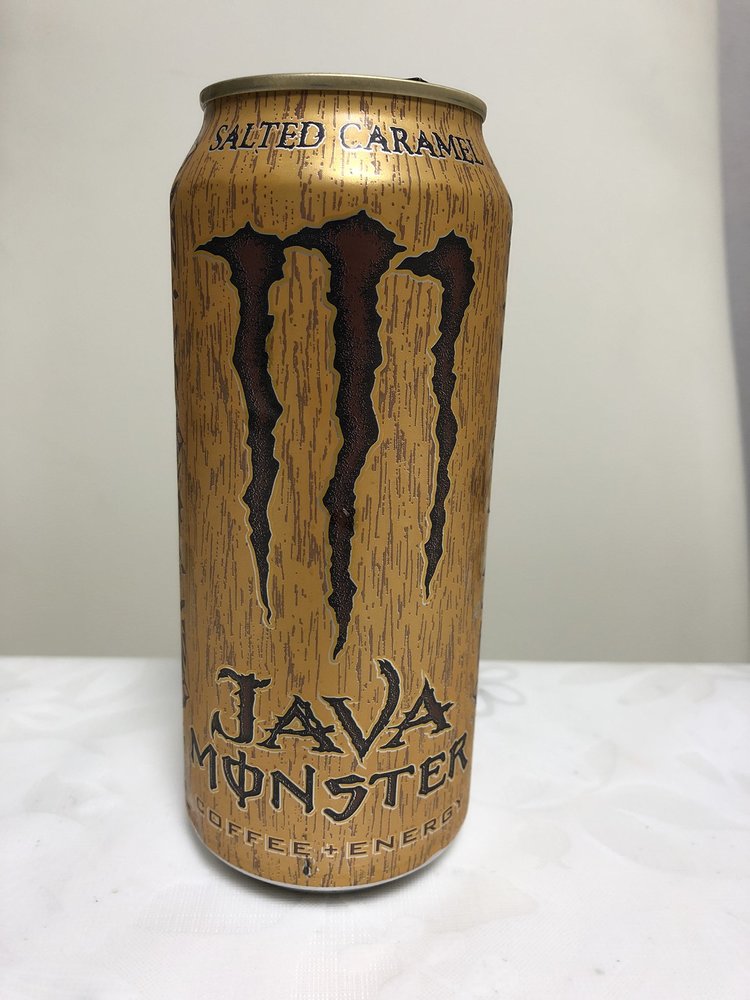 SALTED CARAMEL
JAVA
MONSTER
COFFEE + ENERGY